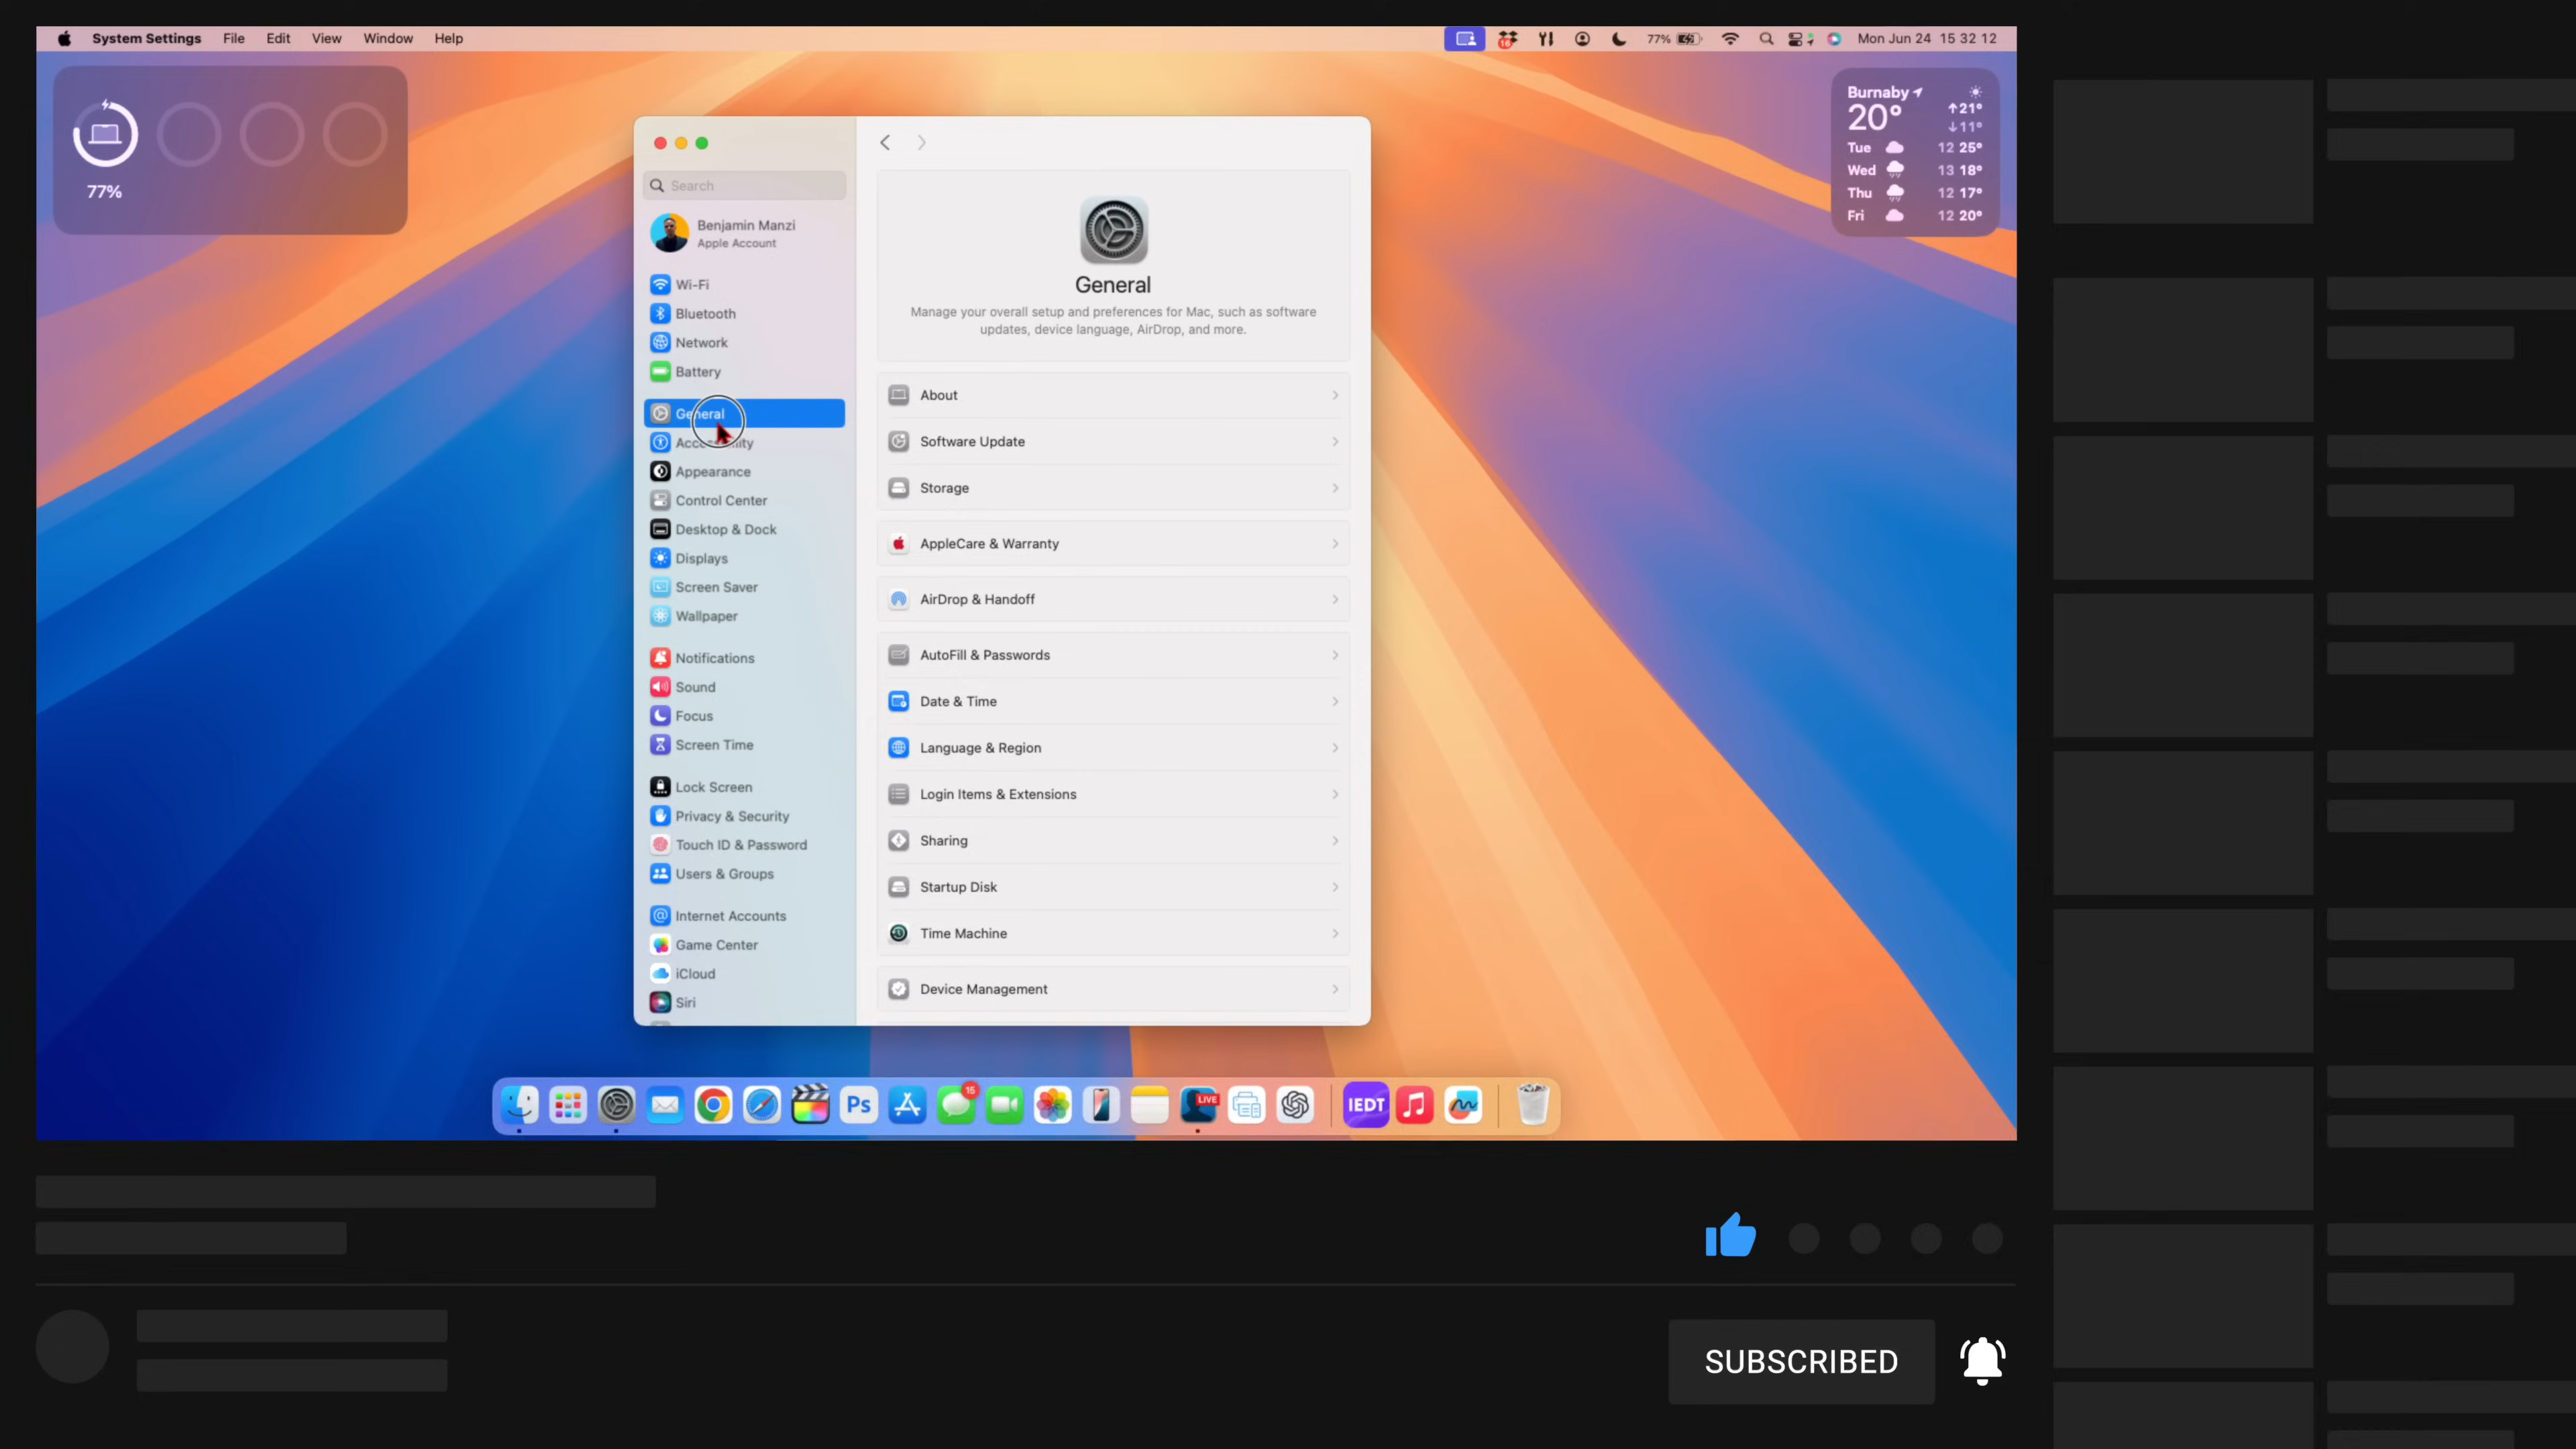 System Settings File Edit View Window Help
77% Mon Jun 24 15 32 12
77%
Burnaby
20° ↑21°
↓11°
Tue 12 25°
Wed 13 18°
Thu 12 17°
Fri 12 20°
Search
Benjamin Manzi
Apple Account
Wi-Fi
Bluetooth
Network
Battery
General
Accessibility
Appearance
Control Center
Desktop & Dock
Displays
Screen Saver
Wallpaper
Notifications
Sound
Focus
Screen Time
Lock Screen
Privacy & Security
Touch ID & Password
Users & Groups
Internet Accounts
Game Center
iCloud
Siri
General
Manage your overall setup and preferences for Mac, such as software
updates, device language, AirDrop, and more.
About
Software Update
Storage
AppleCare & Warranty
AirDrop & Handoff
AutoFill & Passwords
Date & Time
Language & Region
Login Items & Extensions
Sharing
Startup Disk
Time Machine
Device Management
Ps 15 LIVE IEDT
SUBSCRIBED